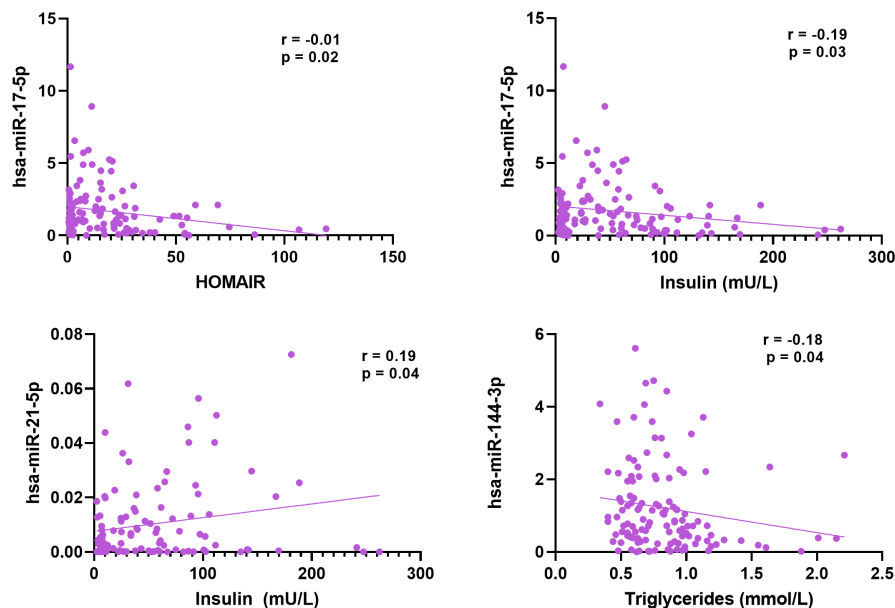 r = -0.01
p = 0.02
hsa-miR-17-5p
15
10
5
0
0
50
100
150
HOMAIR
r = -0.19
p = 0.03
hsa-miR-17-5p
15
10
5
0
0
100
200
300
Insulin (mU/L)
r = 0.19
p = 0.04
hsa-miR-21-5p
0.08
0.06
0.04
0.02
0.00
0
100
200
300
Insulin (mU/L)
r = -0.18
p = 0.04
hsa-miR-144-3p
6
4
2
0
0.0
0.5
1.0
1.5
2.0
2.5
Triglycerides (mmol/L)